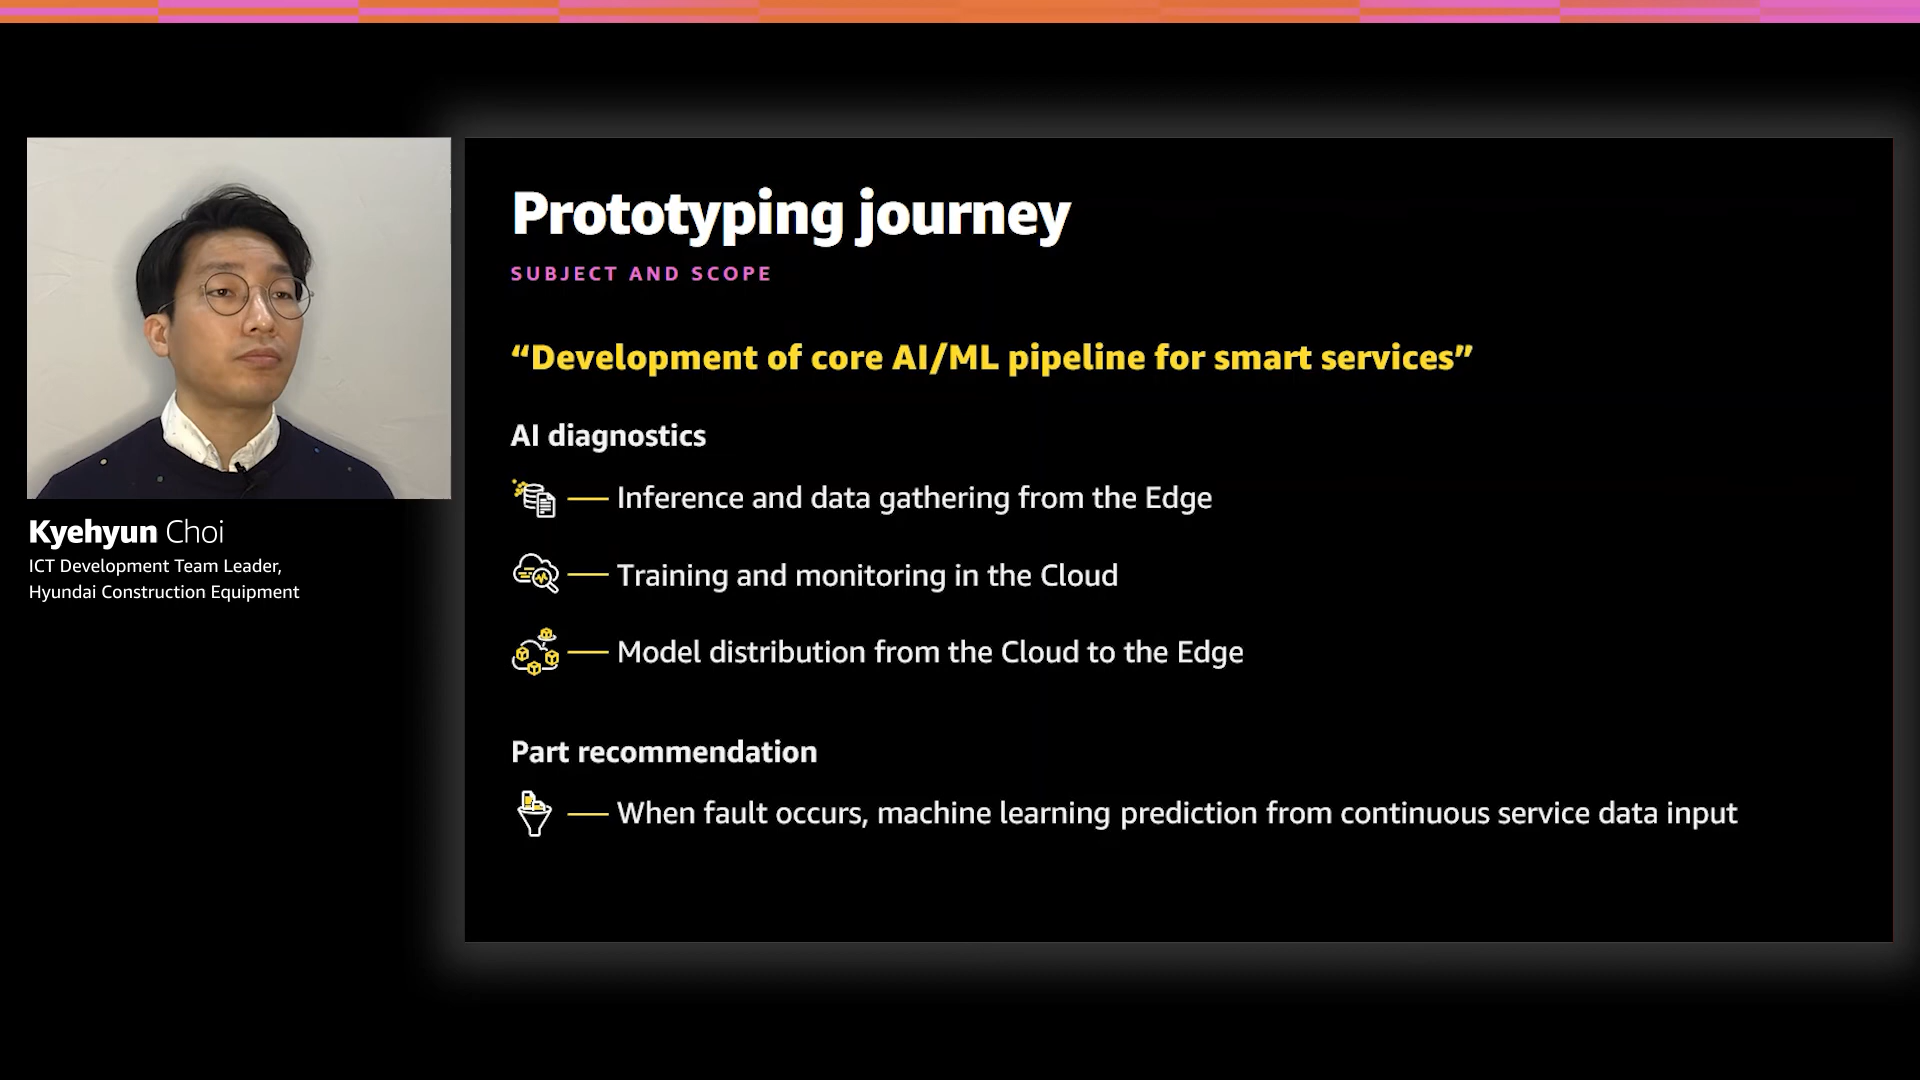 Prototyping journey
SUBJECT AND SCOPE
“Development of core AI/ML pipeline for smart services”
AI diagnostics
Inference and data gathering from the Edge
Training and monitoring in the Cloud
Model distribution from the Cloud to the Edge
Part recommendation
When fault occurs, machine learning prediction from continuous service data input
Kyehyun Choi
ICT Development Team Leader,
Hyundai Construction Equipment